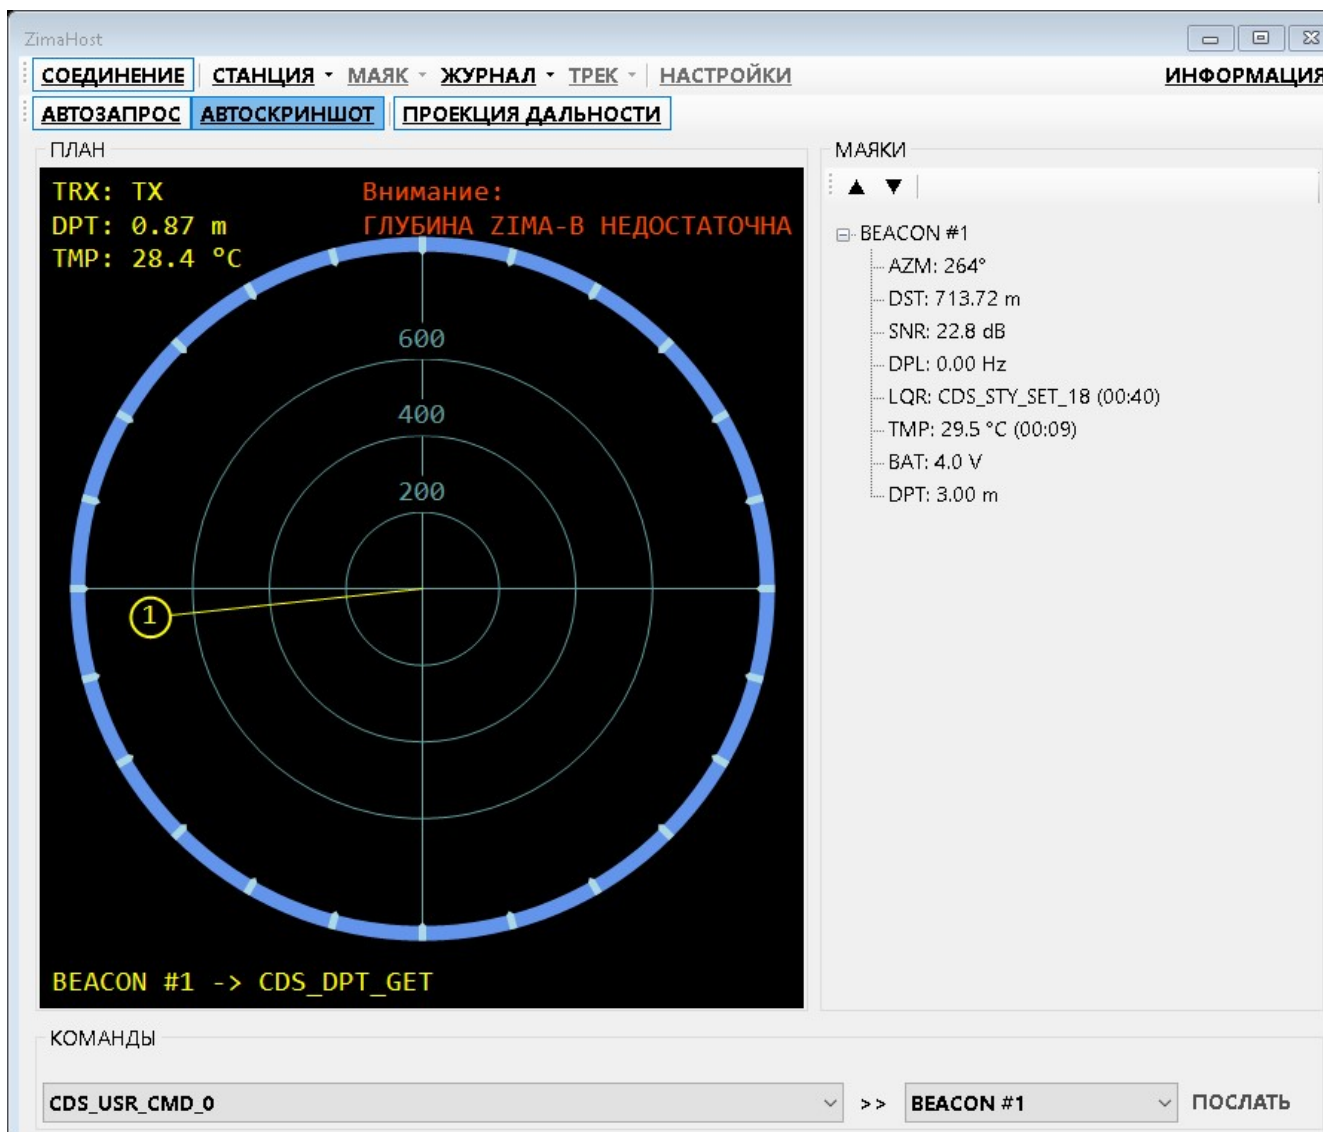 ZimaHost
СОЕДИНЕНИЕ СТАНЦИЯ МАЯК ЖУРНАЛ ТРЕК НАСТРОЙКИ ИНФОРМАЦИЯ
АВТОЗАПРОС АВТОСКРИНШОТ ПРОЕКЦИЯ ДАЛЬНОСТИ
ПЛАН
TRX: TX
DPT: 0.87 m
TMP: 28.4 °C
Внимание:
ГЛУБИНА ZIMA-B НЕДОСТАТОЧНА
600
400
200
1
BEACON #1 -> CDS_DPT_GET
МАЯКИ
BEACON #1
AZM: 264°
DST: 713.72 m
SNR: 22.8 dB
DPL: 0.00 Hz
LQR: CDS_STY_SET_18 (00:40)
TMP: 29.5 °C (00:09)
BAT: 4.0 V
DPT: 3.00 m
КОМАНДЫ
CDS_USR_CMD_0 >> BEACON #1 ПОСЛАТЬ